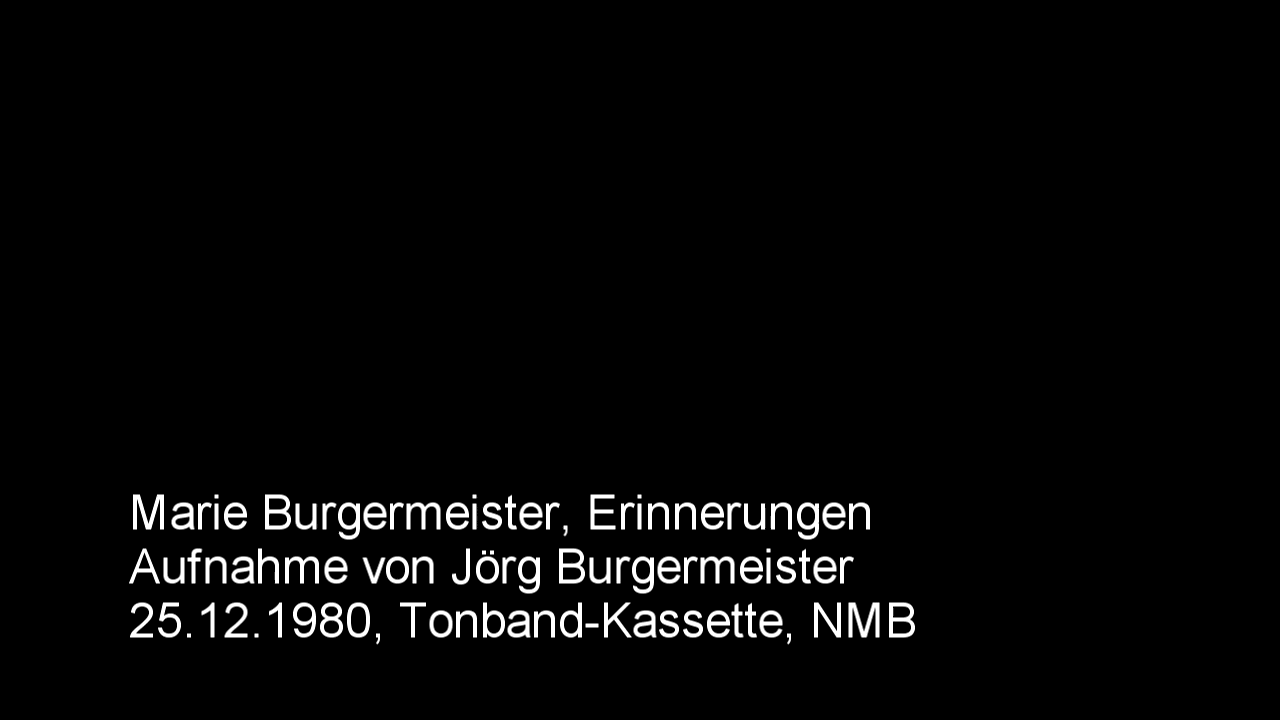 Marie Burgermeister, Erinnerungen
Aufnahme von Jörg Burgermeister
25.12.1980, Tonband-Kassette, NMB